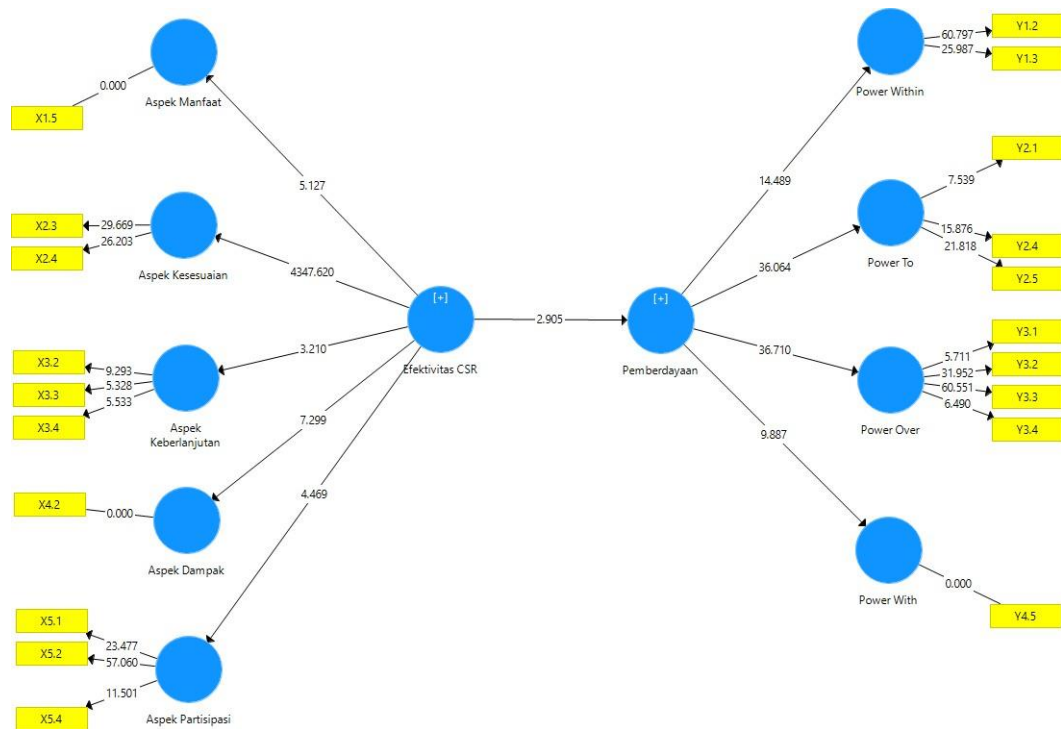 Aspek Manfaat
0.000
X1.5
5.127
X2.3
29.669
X2.4
26.203
Aspek Kesesuaian
4347.620
X3.2
9.293
X3.3
5.328
X3.4
5.533
Aspek
Keberlanjutan
3.210
[+]
Efektivitas CSR
7.299
X4.2
0.000
Aspek Dampak
4.469
X5.1
23.477
X5.2
57.060
X5.4
11.501
Aspek Partisipasi
2.905
[+]
Pemberdayaan
14.489
Power Within
60.797
Y1.2
25.987
Y1.3
36.064
Power To
7.539
Y2.1
15.876
Y2.4
21.818
Y2.5
36.710
Power Over
5.711
Y3.1
31.952
Y3.2
60.551
Y3.3
6.490
Y3.4
9.887
Power With
0.000
Y4.5